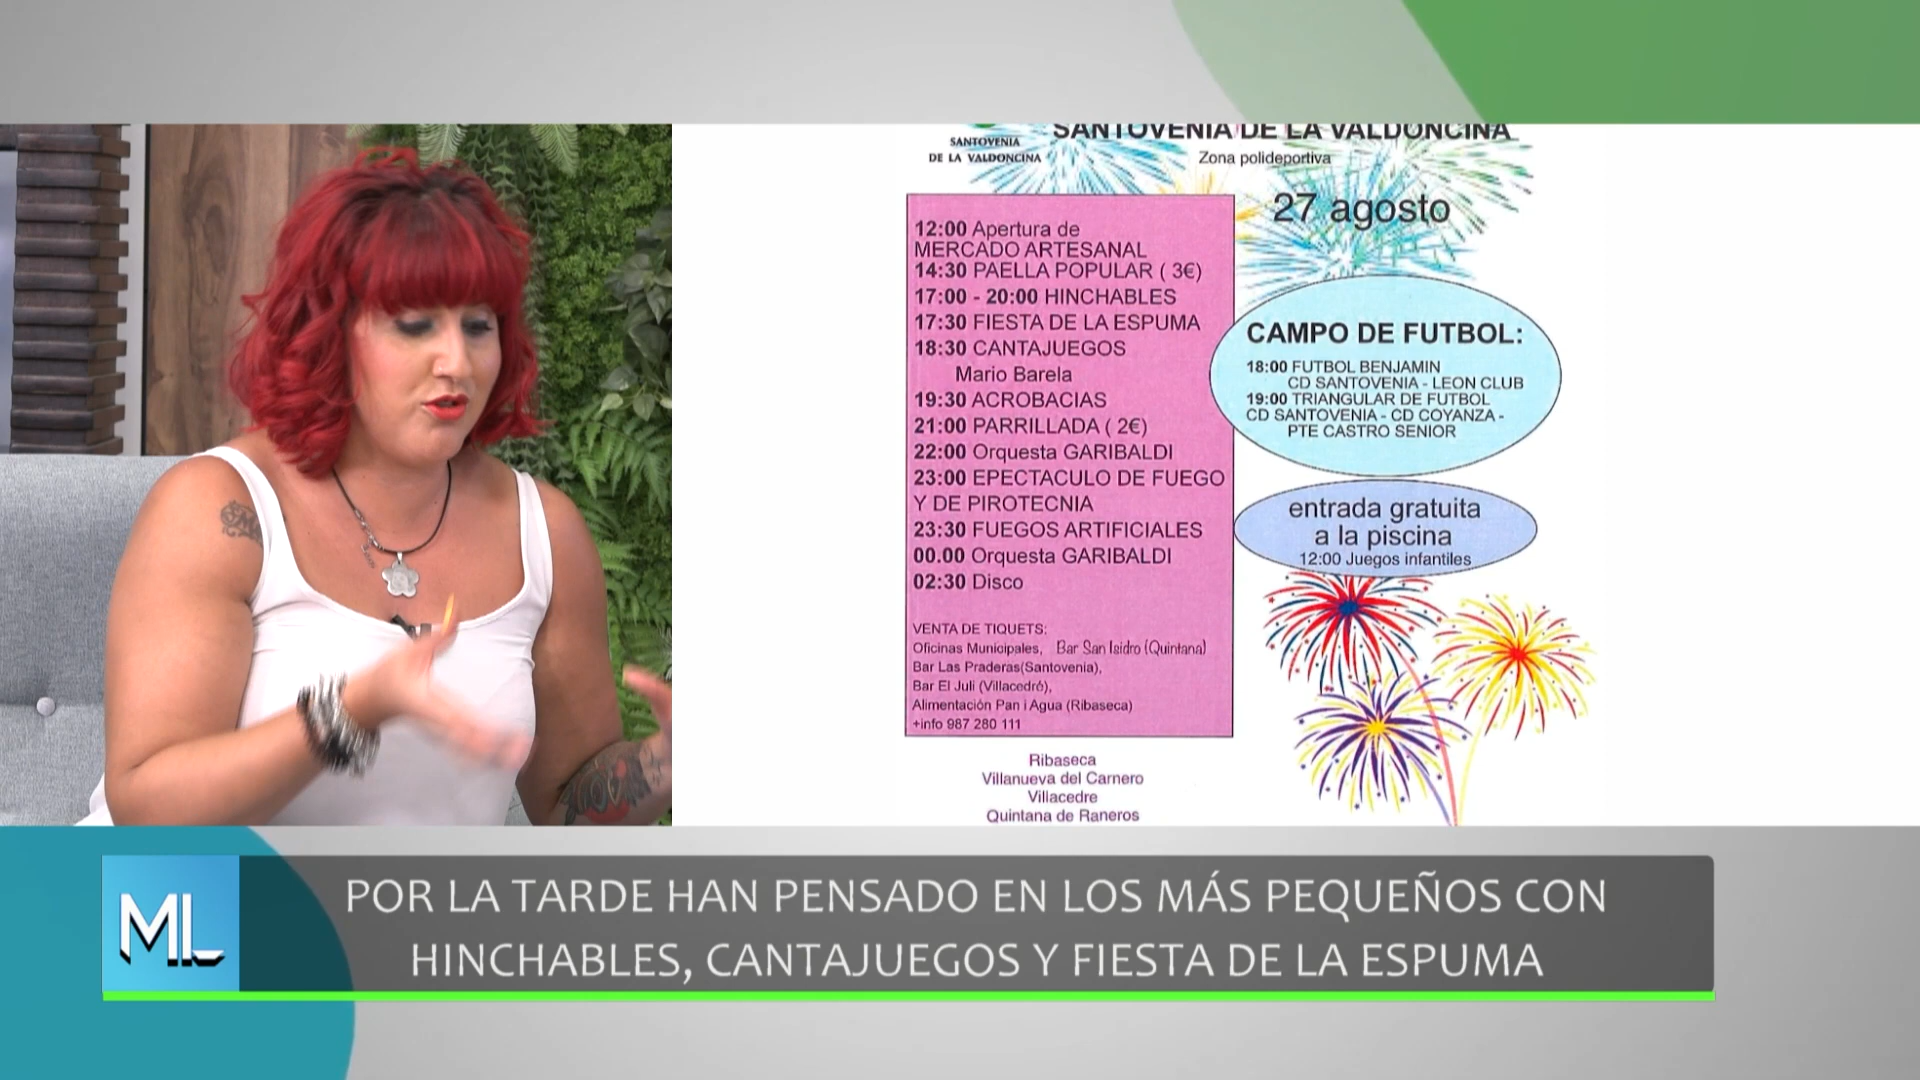 SANTOVENIA DE LA VALDONCINA
SANTOVENIA
DE LA VALDONCINA
Zona polideportiva
27 agosto
12:00 Apertura de
MERCADO ARTESANAL
14:30 PAELLA POPULAR ( 3€)
17:00 - 20:00 HINCHABLES
17:30 FIESTA DE LA ESPUMA
18:30 CANTAJUEGOS
Mario Barela
19:30 ACROBACIAS
21:00 PARRILLADA ( 2€)
22:00 Orquesta GARIBALDI
23:00 EPECTACULO DE FUEGO
Y DE PIROTECNIA
23:30 FUEGOS ARTIFICIALES
00.00 Orquesta GARIBALDI
02:30 Disco
VENTA DE TIQUETS:
Oficinas Municipales, Bar San Isidro (Quintana)
Bar Las Praderas(Santovenia),
Bar El Juli (Villacedré),
Alimentación Pan i Agua (Ribaseca)
+info 987 280 111
CAMPO DE FUTBOL:
18:00 FUTBOL BENJAMIN
CD SANTOVENIA - LEON CLUB
19:00 TRIANGULAR DE FUTBOL
CD SANTOVENIA - CD COYANZA -
PTE CASTRO SENIOR
entrada gratuita
a la piscina
12:00 Juegos infantiles
Ribaseca
Villanueva del Carnero
Villacedre
Quintana de Raneros
ML
POR LA TARDE HAN PENSADO EN LOS MÁS PEQUEÑOS CON
HINCHABLES, CANTAJUEGOS Y FIESTA DE LA ESPUMA